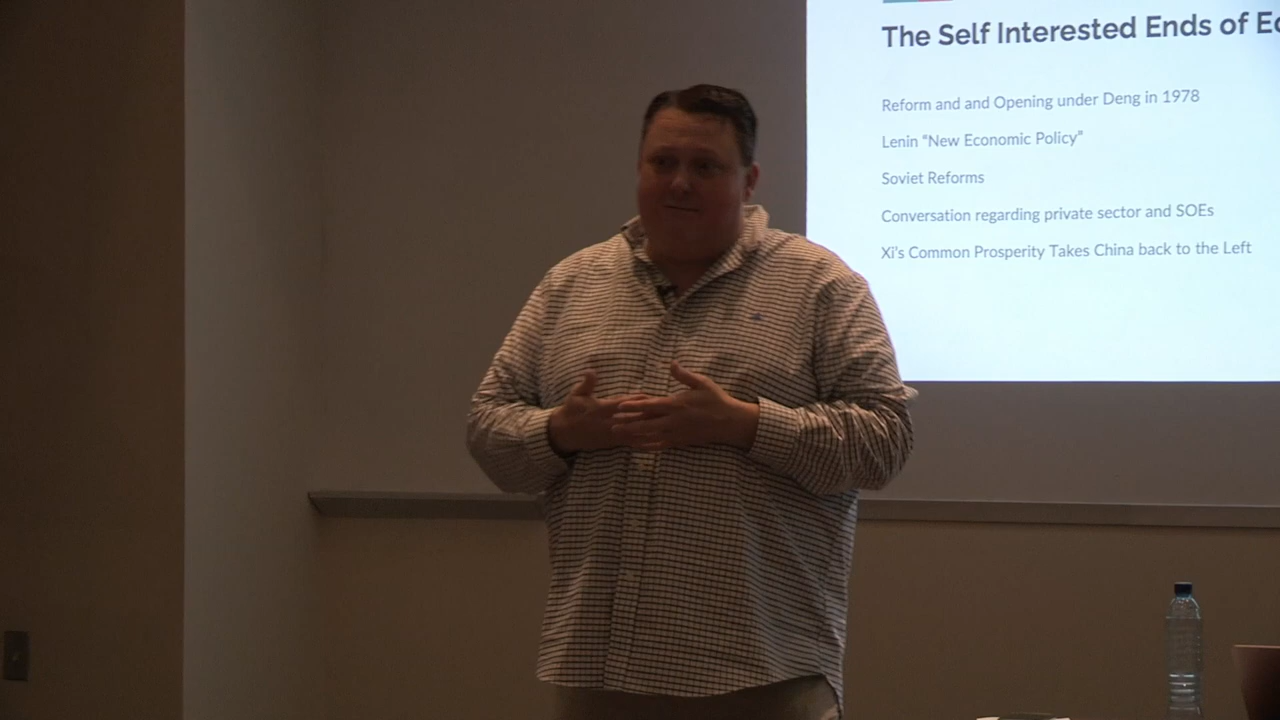 The Self Interested Ends of Ec
Reform and and Opening under Deng in 1978
Lenin “New Economic Policy”
Soviet Reforms
Conversation regarding private sector and SOEs
Xi's Common Prosperity Takes China back to the Left